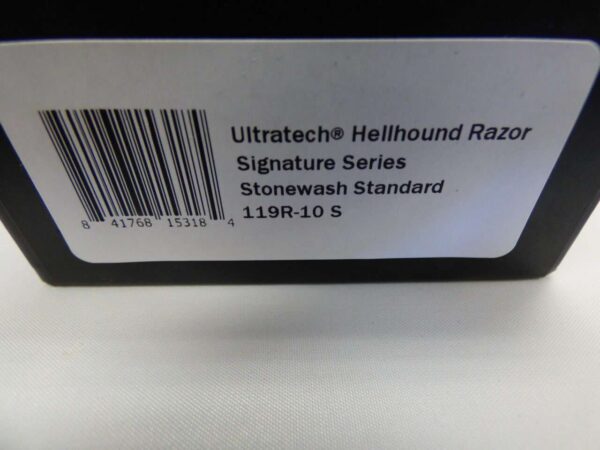 Ultratech® Hellhound Razor
Signature Series
Stonewash Standard
119R-10 S
8 41768 15318 4